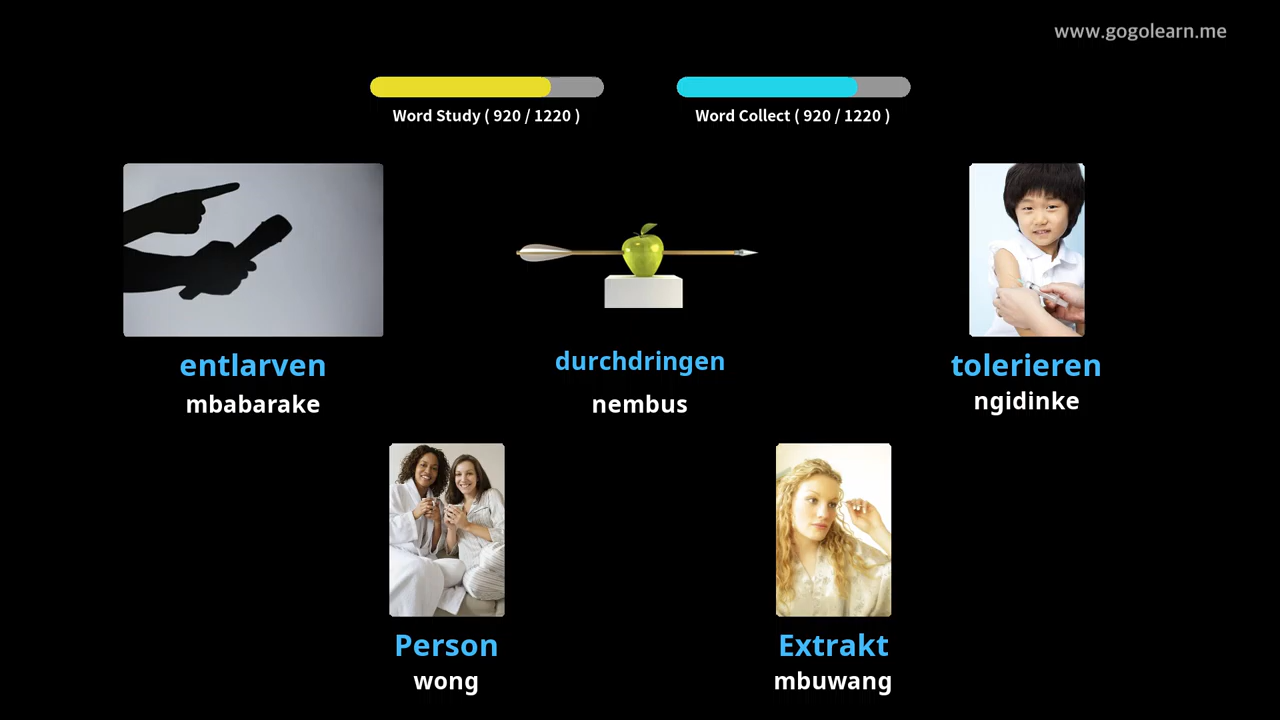 www.gogolearn.me
Word Study ( 920 / 1220 )
Word Collect ( 920 / 1220 )
entlarven
mbabarake
durchdringen
nembus
tolerieren
ngidinke
Person
wong
Extrakt
mbuwang